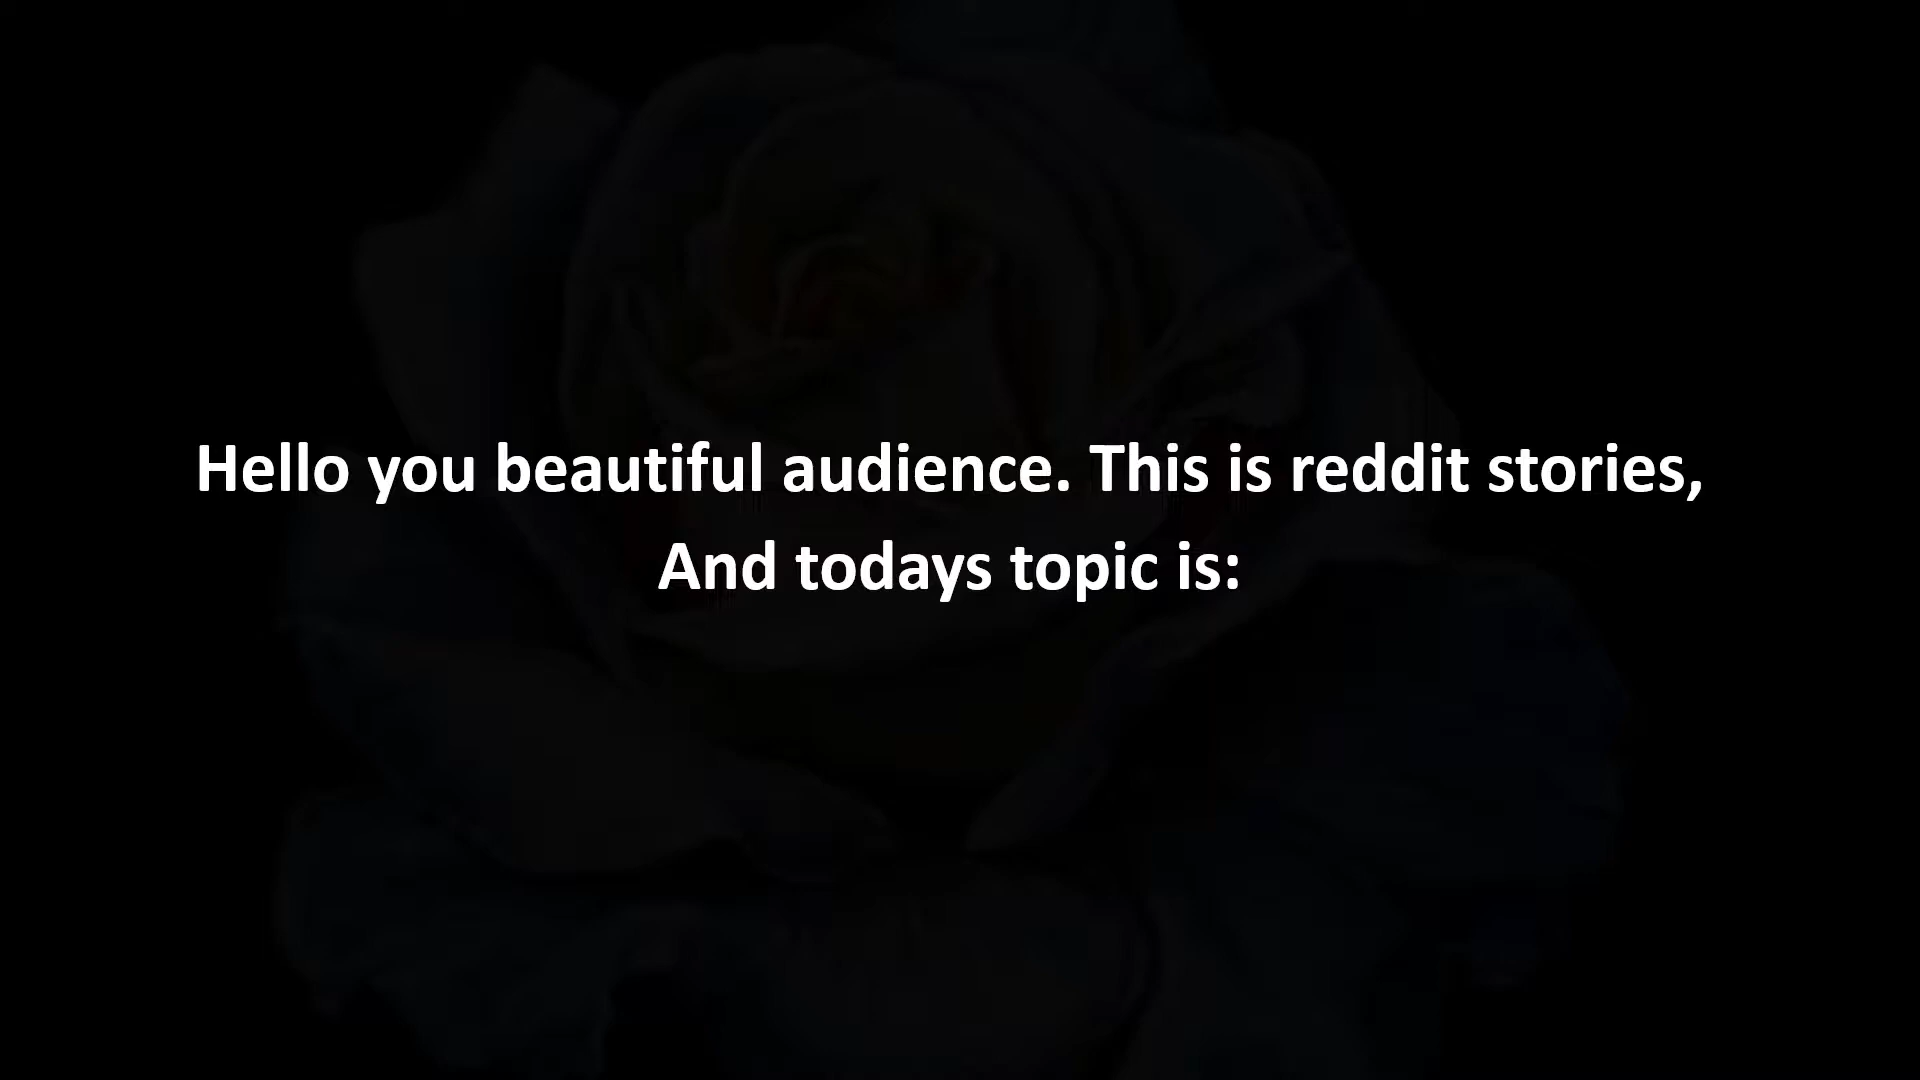 Hello you beautiful audience. This is reddit stories,
And todays topic is: